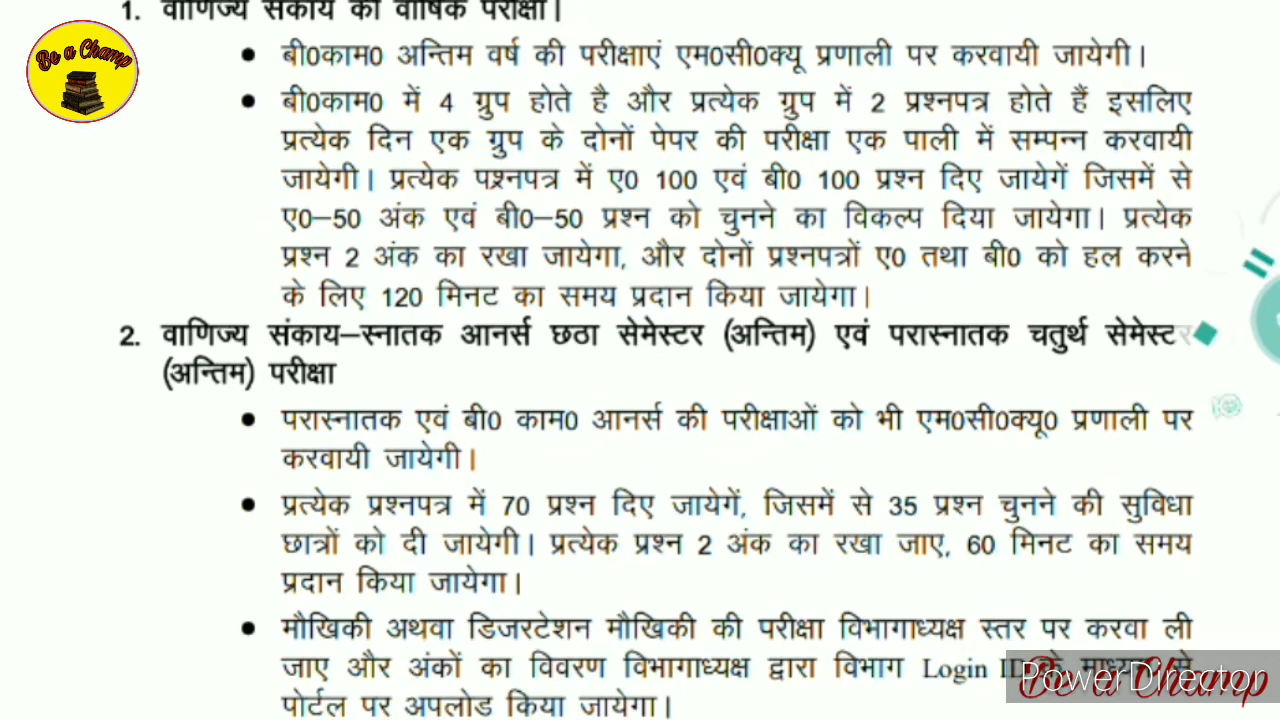 1. वाणिज्य संकाय की वार्षिक परीक्षा।
Be a Champ
• बी0काम0 अन्तिम वर्ष की परीक्षाएं एम0सी0क्यू प्रणाली पर करवायी जायेगी।
• बी0काम0 में 4 ग्रुप होते है और प्रत्येक ग्रुप में 2 प्रश्नपत्र होते हैं इसलिए
प्रत्येक दिन एक ग्रुप के दोनों पेपर की परीक्षा एक पाली में सम्पन्न करवायी
जायेगी। प्रत्येक पश्नपत्र में ए0 100 एवं बी0 100 प्रश्न दिए जायेगें जिसमें से
ए0–50 अंक एवं बी0–50 प्रश्न को चुनने का विकल्प दिया जायेगा। प्रत्येक
प्रश्न 2 अंक का रखा जायेगा, और दोनों प्रश्नपत्रों ए0 तथा बी0 को हल करने
के लिए 120 मिनट का समय प्रदान किया जायेगा।
2. वाणिज्य संकाय–स्नातक आनर्स छठा सेमेस्टर (अन्तिम) एवं परास्नातक चतुर्थ सेमेस्टर
(अन्तिम) परीक्षा
• परास्नातक एवं बी0 काम0 आनर्स की परीक्षाओं को भी एम0सी0क्यू0 प्रणाली पर
करवायी जायेगी।
• प्रत्येक प्रश्नपत्र में 70 प्रश्न दिए जायेगें, जिसमें से 35 प्रश्न चुनने की सुविधा
छात्रों को दी जायेगी। प्रत्येक प्रश्न 2 अंक का रखा जाए, 60 मिनट का समय
प्रदान किया जायेगा।
• मौखिकी अथवा डिजरटेशन मौखिकी की परीक्षा विभागाध्यक्ष स्तर पर करवा ली
जाए और अंकों का विवरण विभागाध्यक्ष द्वारा विभाग Login ID के माध्यम से
पोर्टल पर अपलोड किया जायेगा।
Be a Champ
PowerDirector